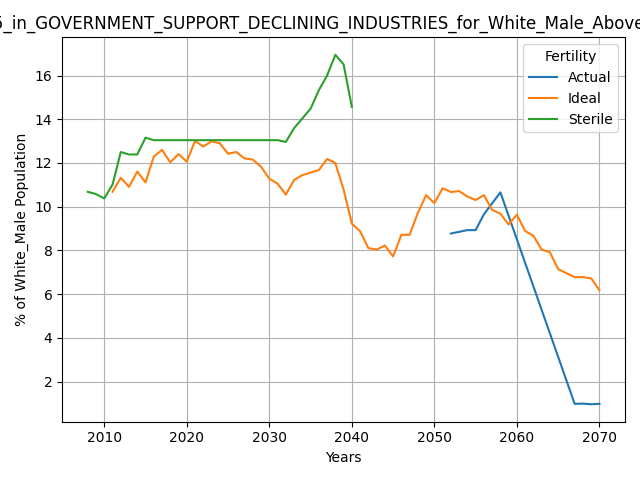 5_in_GOVERNMENT_SUPPORT_DECLINING_INDUSTRIES_for_White_Male_Above
Fertility
Actual
Ideal
Sterile
% of White_Male Population
16
14
12
10
8
6
4
2
2010 2020 2030 2040 2050 2060 2070
Years